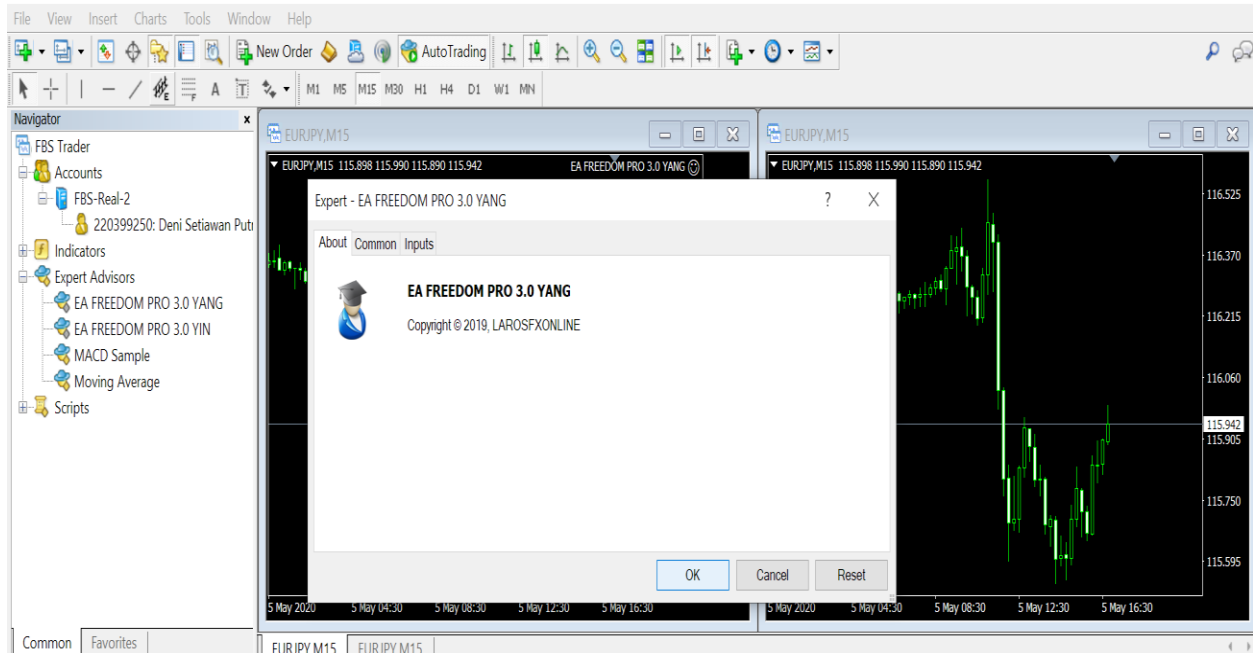 File View Insert Charts Tools Window Help
New Order AutoTrading
A T M1 M5 M15 M30 H1 H4 D1 W1 MN
Navigator x
FBS Trader
Accounts
FBS-Real-2
220399250: Deni Setiawan Put
Indicators
Expert Advisors
EA FREEDOM PRO 3.0 YANG
EA FREEDOM PRO 3.0 YIN
MACD Sample
Moving Average
Scripts
Common Favorites
EURJPY,M15
EURJPY,M15 115.898 115.990 115.890 115.942 EA FREEDOM PRO 3.0 YANG
Expert - EA FREEDOM PRO 3.0 YANG ? X
About Common Inputs
EA FREEDOM PRO 3.0 YANG
Copyright © 2019, LAROSFXONLINE
OK Cancel Reset
5 May 2020 5 May 04:30 5 May 08:30 5 May 12:30 5 May 16:30
EURJPY,M15
EURJPY,M15 115.898 115.990 115.890 115.942
116.525
116.370
116.215
116.060
115.942
115.905
115.750
115.595
5 May 2020 5 May 04:30 5 May 08:30 5 May 12:30 5 May 16:30
EURJPY,M15 EURJPY,M15